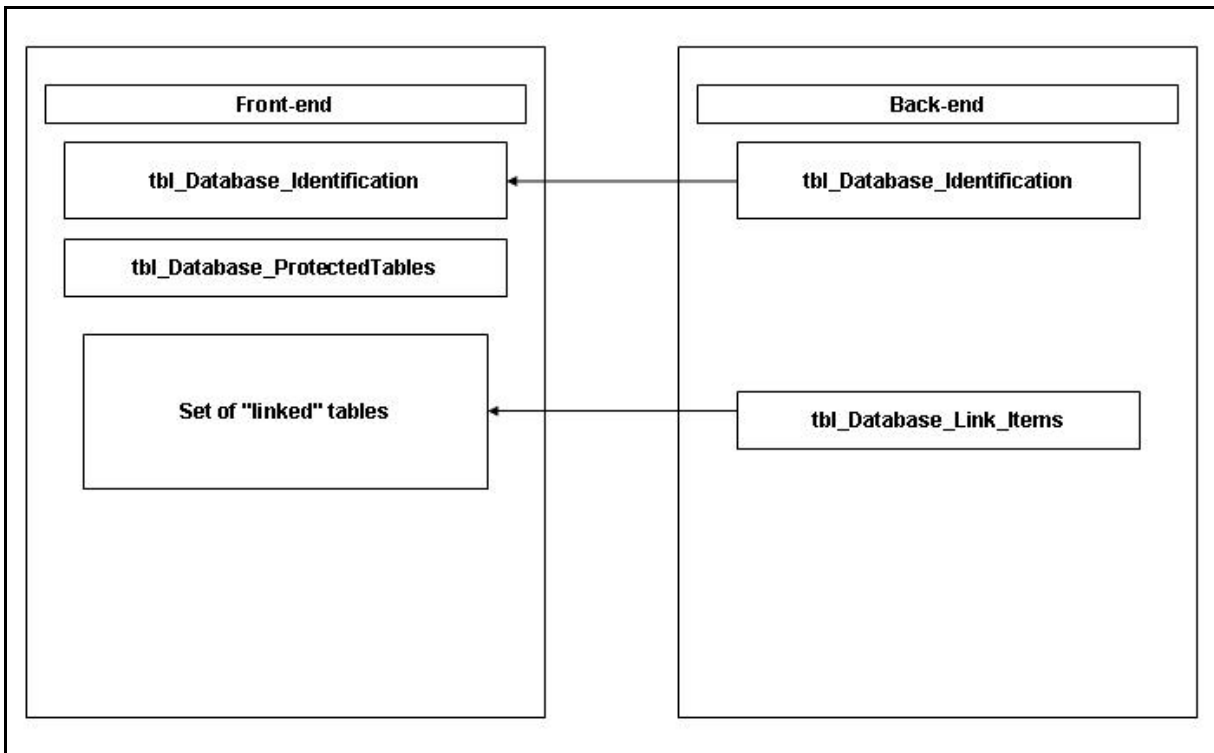 Front-end
tbl_Database_Identification
tbl_Database_ProtectedTables
Set of "linked" tables
Back-end
tbl_Database_Identification
tbl_Database_Link_Items